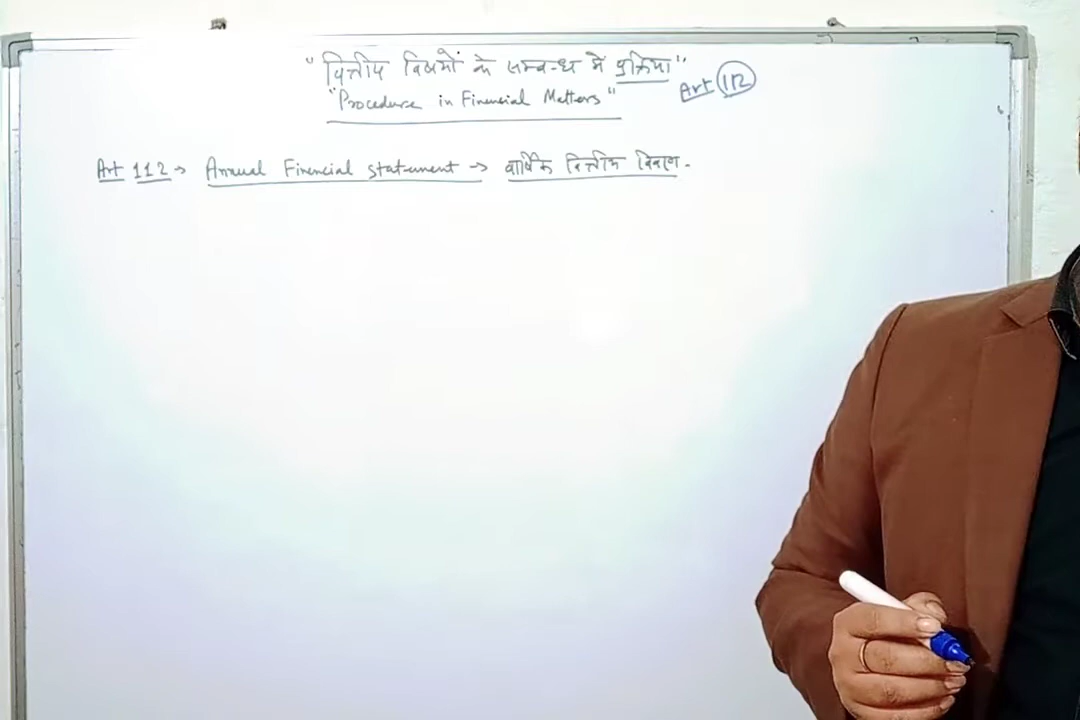 "वित्तीय विषयों के सम्बन्ध में प्रक्रिया"
"Procedure in Financial Matters" Art 112
Art 112 → Annual Financial Statement → वार्षिक वित्तीय विवरण.